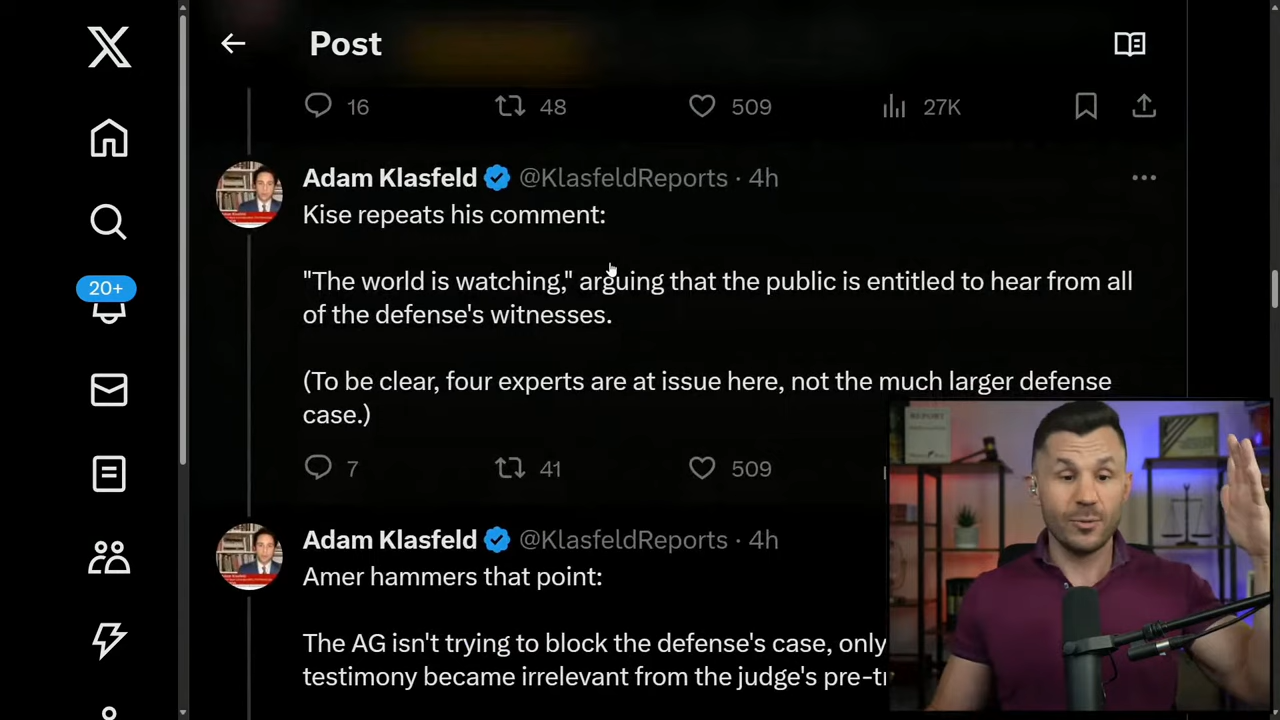 Post
16 48 509 27K
Adam Klasfeld @KlasfeldReports · 4h
Kise repeats his comment:
"The world is watching," arguing that the public is entitled to hear from all
of the defense's witnesses.
(To be clear, four experts are at issue here, not the much larger defense
case.)
7 41 509
Adam Klasfeld @KlasfeldReports · 4h
Amer hammers that point:
The AG isn't trying to block the defense's case, only
testimony became irrelevant from the judge's pre-t
20+
REPORT